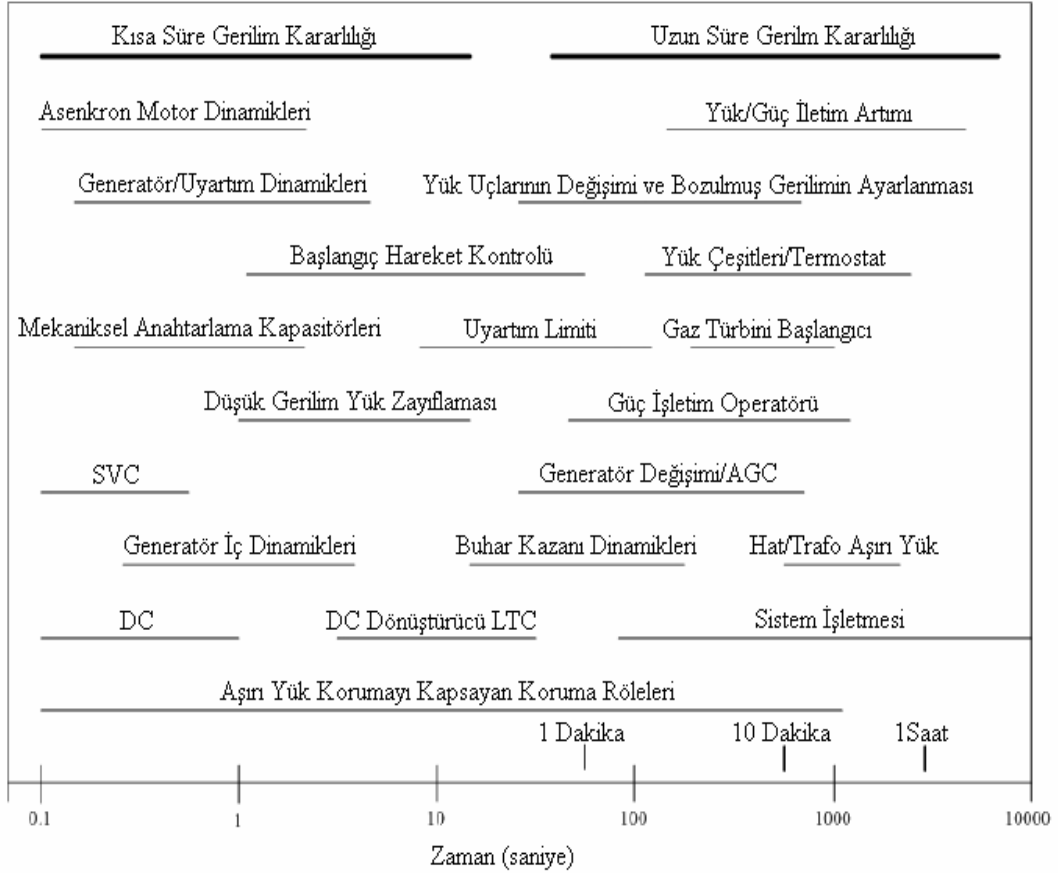 Kısa Süre Gerilim Kararlılığı
Uzun Süre Gerilm Kararlılığı
Asenkron Motor Dinamikleri
Yük/Güç İletim Artımı
Generatör/Uyartım Dinamikleri
Yük Uçlarının Değişimi ve Bozulmuş Gerilimin Ayarlanması
Başlangıç Hareket Kontrolü
Yük Çeşitleri/Termostat
Mekaniksel Anahtarlama Kapasitörleri
Uyartım Limiti
Gaz Türbini Başlangıcı
Düşük Gerilim Yük Zayıflaması
Güç İşletim Operatörü
SVC
Generatör Değişimi/AGC
Generatör İç Dinamikleri
Buhar Kazanı Dinamikleri
Hat/Trafo Aşırı Yük
DC
DC Dönüştürücü LTC
Sistem İşletmesi
Aşırı Yük Korumayı Kapsayan Koruma Röleleri
1 Dakika
10 Dakika
1Saat
0.1
1
10
100
1000
10000
Zaman (saniye)